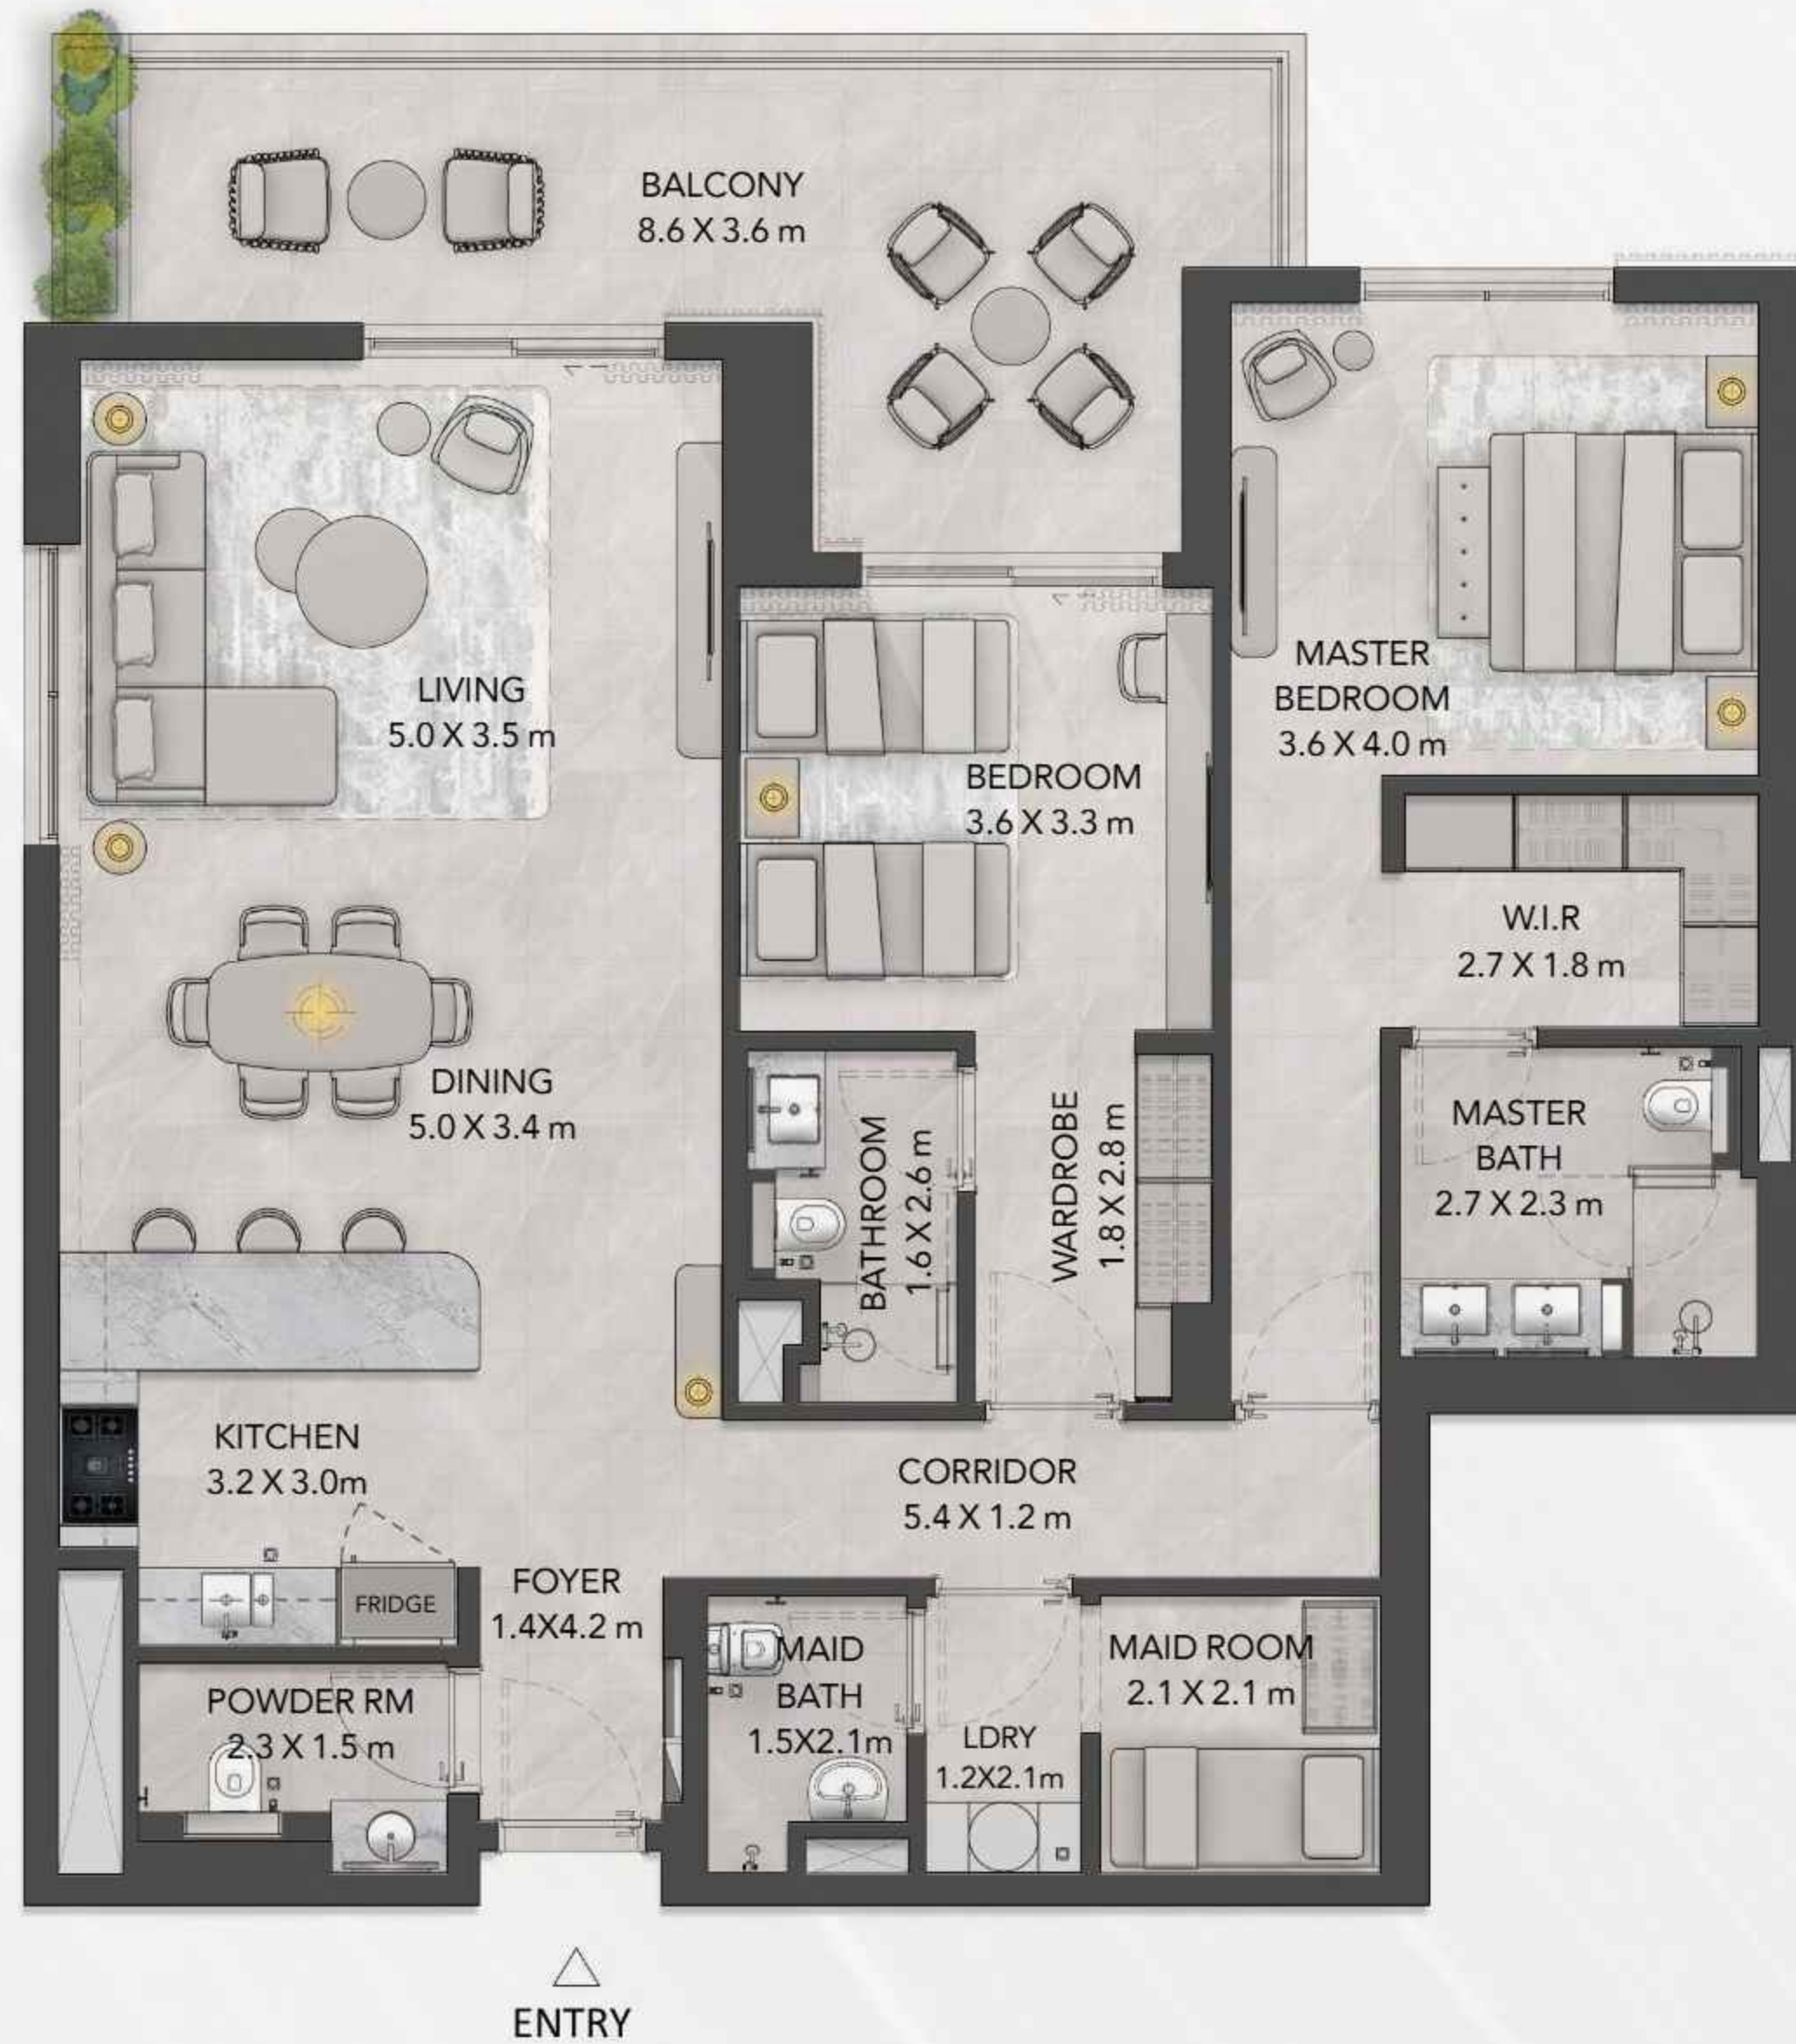 BALCONY
8.6 X 3.6 m
LIVING
5.0 X 3.5 m
BEDROOM
3.6 X 3.3 m
MASTER
BEDROOM
3.6 X 4.0 m
W.I.R
2.7 X 1.8 m
DINING
5.0 X 3.4 m
BATHROOM
1.6 X 2.6 m
WARDROBE
1.8 X 2.8 m
MASTER
BATH
2.7 X 2.3 m
KITCHEN
3.2 X 3.0m
CORRIDOR
5.4 X 1.2 m
FRIDGE
FOYER
1.4X4.2 m
POWDER RM
2.3 X 1.5 m
MAID
BATH
1.5X2.1m
LDRY
1.2X2.1m
MAID ROOM
2.1 X 2.1 m
ENTRY